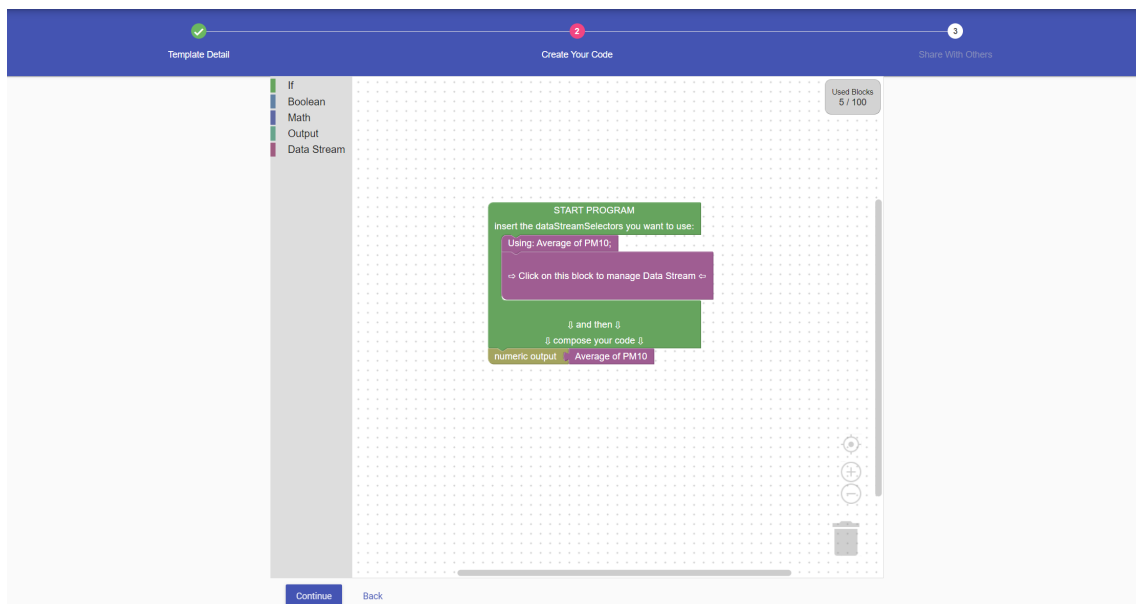 2
3
Template Detail
Create Your Code
Share With Others
If
Boolean
Math
Output
Data Stream
Used Blocks
5 / 100
START PROGRAM
insert the dataStreamSelectors you want to use:
Using: Average of PM10;
⇨ Click on this block to manage Data Stream ⇦
⇩ and then ⇩
⇩ compose your code ⇩
numeric output Average of PM10
Continue Back